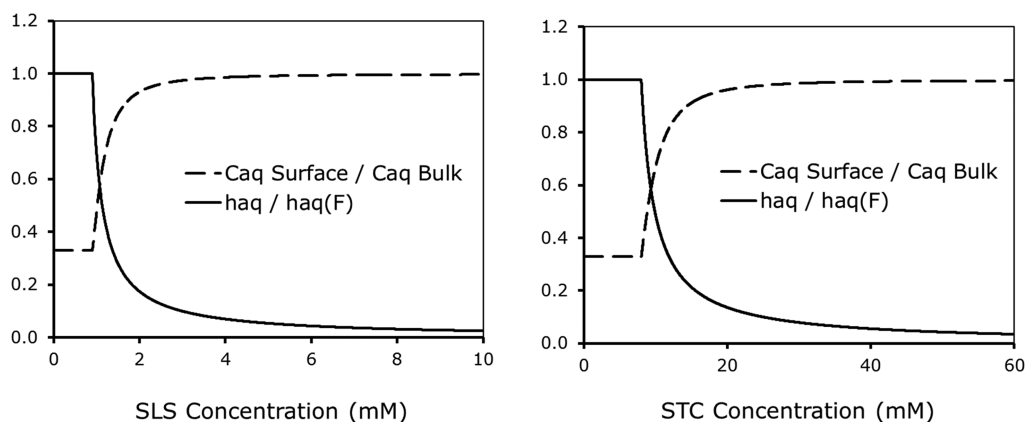 1.2
1.0
0.8
0.6
0.4
0.2
0.0
0 2 4 6 8 10
Caq Surface / Caq Bulk
haq / haq(F)
SLS Concentration (mM)
1.2
1.0
0.8
0.6
0.4
0.2
0.0
0 20 40 60
Caq Surface / Caq Bulk
haq / haq(F)
STC Concentration (mM)